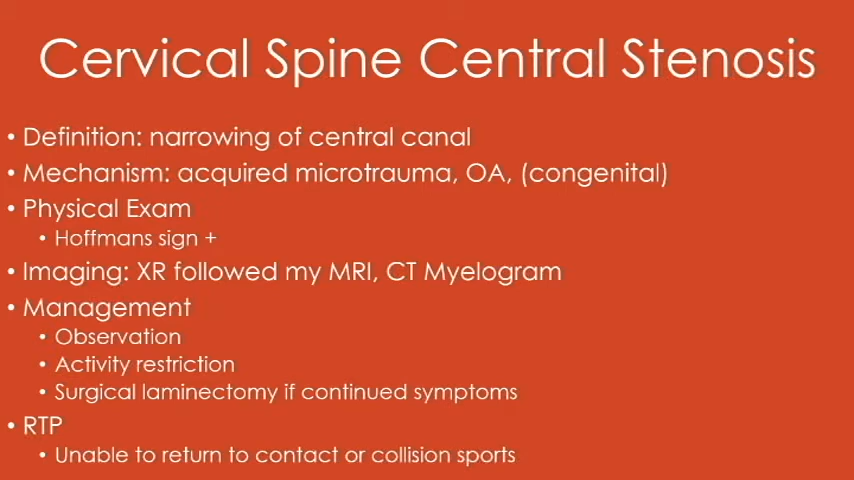 Cervical Spine Central Stenosis
• Definition: narrowing of central canal
• Mechanism: acquired microtrauma, OA, (congenital)
• Physical Exam
• Hoffmans sign +
• Imaging: XR followed my MRI, CT Myelogram
• Management
• Observation
• Activity restriction
• Surgical laminectomy if continued symptoms
• RTP
• Unable to return to contact or collision sports